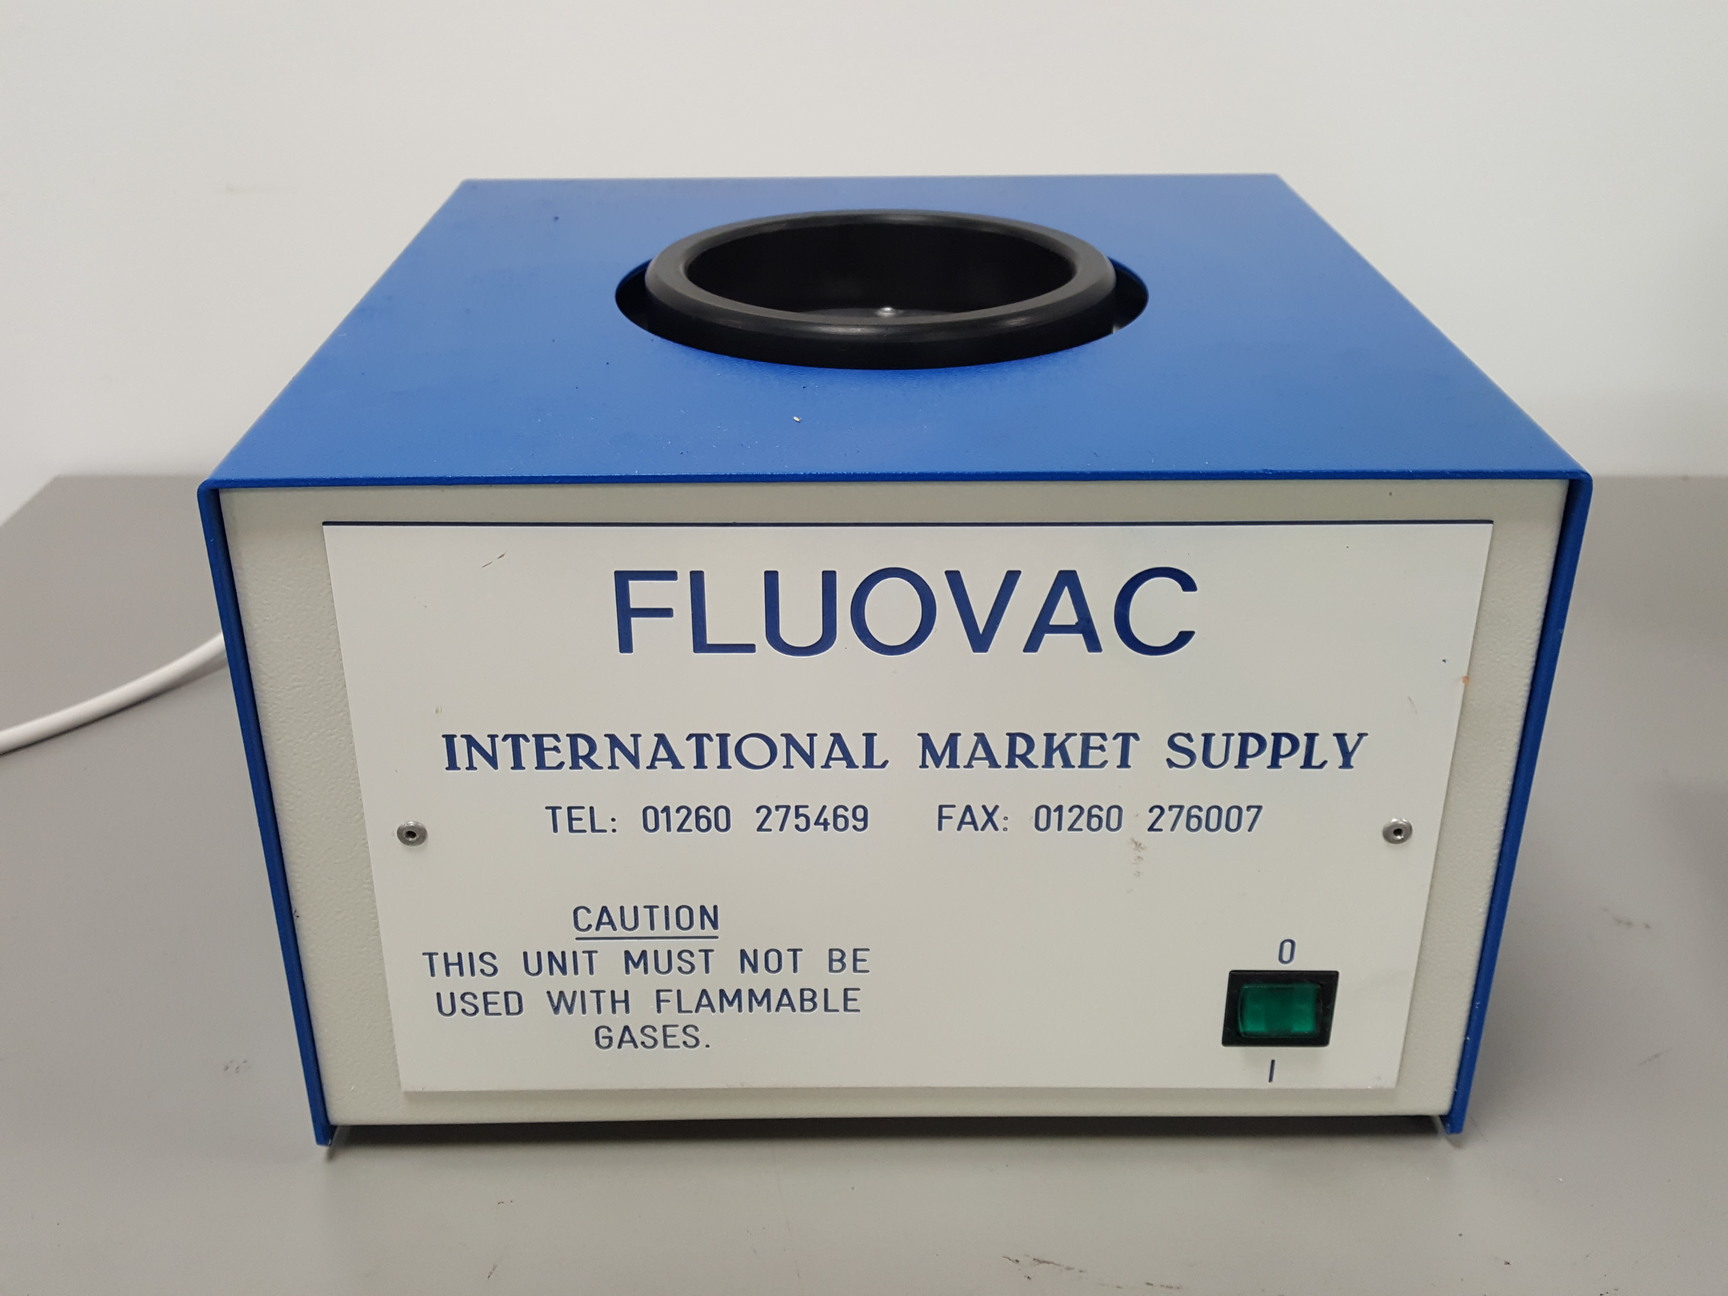 FLUOVAC
INTERNATIONAL MARKET SUPPLY
TEL: 01260 275469 FAX: 01260 276007
CAUTION
THIS UNIT MUST NOT BE
USED WITH FLAMMABLE
GASES.
0
I